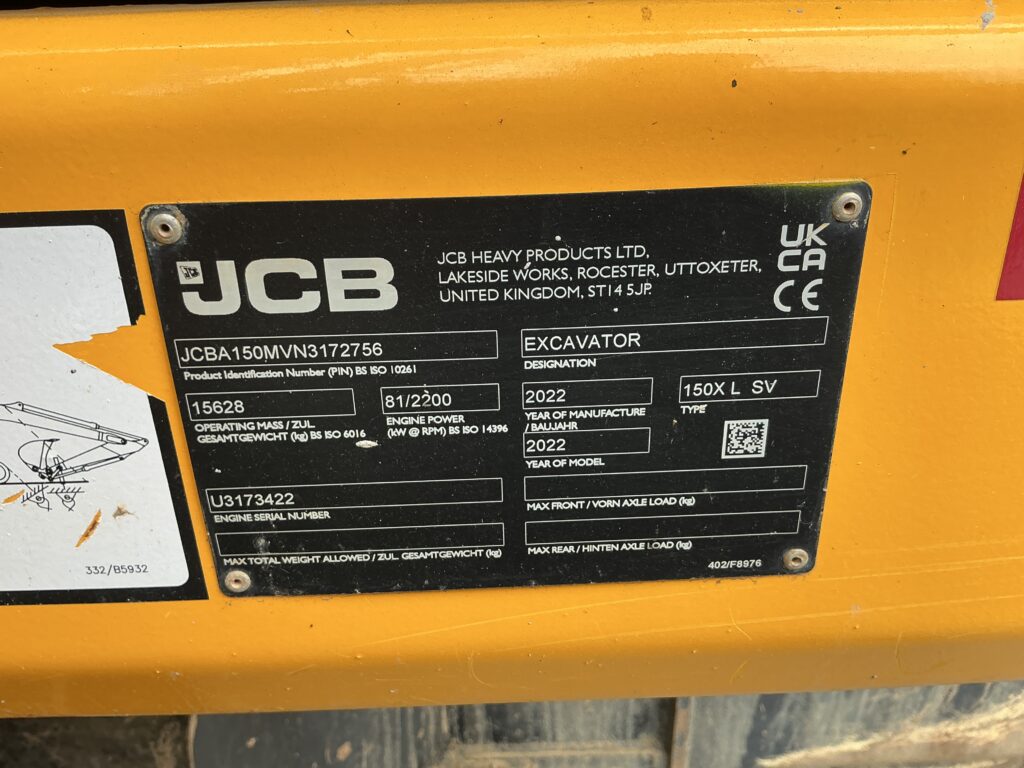 JCB
JCB HEAVY PRODUCTS LTD,
LAKESIDE WORKS, ROCESTER, UTTOXETER,
UNITED KINGDOM, ST14 5JP.
UK
CA
CE
JCBA150MVN3172756
Product Identification Number (PIN) BS ISO 10261
EXCAVATOR
DESIGNATION
15628
OPERATING MASS / ZUL
GESAMTGEWICHT (kg) BS ISO 6016
81/2200
ENGINE POWER
(kW @ RPM) BS ISO 14396
2022
YEAR OF MANUFACTURE
/ BAUJAHR
150X L SV
TYPE
2022
YEAR OF MODEL
U3173422
ENGINE SERIAL NUMBER
MAX FRONT / VORN AXLE LOAD (kg)
MAX TOTAL WEIGHT ALLOWED / ZUL. GESAMTGEWICHT (kg)
MAX REAR / HINTEN AXLE LOAD (kg)
402/F8976
332/B5932